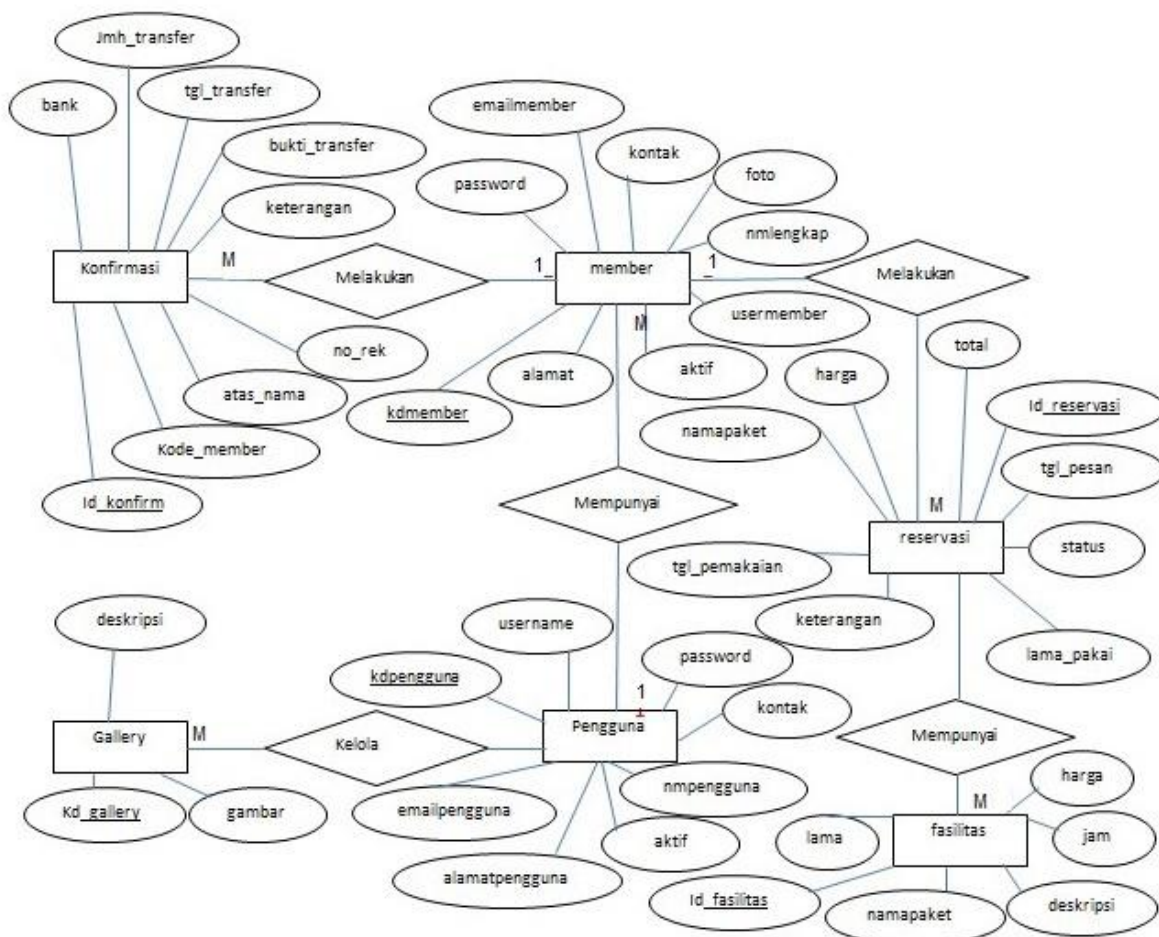 Jmh_transfer
bank
tgl_transfer
emailmember
bukti_transfer
kontak
password
foto
keterangan
nmlengkap
Konfirmasi
M
Melakukan
1_
member
_1
Melakukan
usermember
M
no_rek
total
aktif
harga
alamat
atas_nama
kdmember
Id_reservasi
namapaket
Kode_member
tgl_pesan
Id_konfirm
Mempunyai
M
reservasi
status
tgl_pemakaian
deskripsi
username
keterangan
password
lama_pakai
kdpengguna
1
kontak
Gallery
M
Kelola
Pengguna
Mempunyai
harga
nmpengguna
Kd_gallery
gambar
emailpengguna
M
lama
fasilitas
jam
aktif
alamatpengguna
Id_fasilitas
namapaket
deskripsi